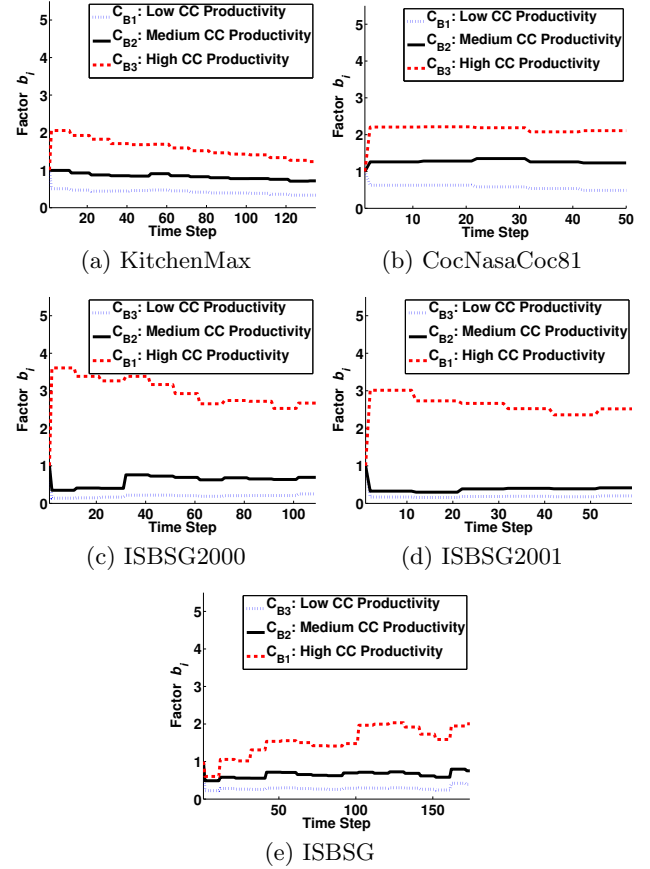 5
4
3
2
1
0
Factor b_i
C_B1: Low CC Productivity
C_B2: Medium CC Productivity
C_B3: High CC Productivity
20 40 60 80 100 120
Time Step
(a) KitchenMax
5
4
3
2
1
0
Factor b_i
C_B1: Low CC Productivity
C_B2: Medium CC Productivity
C_B3: High CC Productivity
10 20 30 40 50
Time Step
(b) CocNasaCoc81
5
4
3
2
1
0
Factor b_i
C_B3: Low CC Productivity
C_B2: Medium CC Productivity
C_B1: High CC Productivity
20 40 60 80 100
Time Step
(c) ISBSG2000
5
4
3
2
1
0
Factor b_i
C_B3: Low CC Productivity
C_B2: Medium CC Productivity
C_B1: High CC Productivity
10 20 30 40 50
Time Step
(d) ISBSG2001
5
4
3
2
1
0
Factor b_i
C_B3: Low CC Productivity
C_B2: Medium CC Productivity
C_B1: High CC Productivity
50 100 150
Time Step
(e) ISBSG